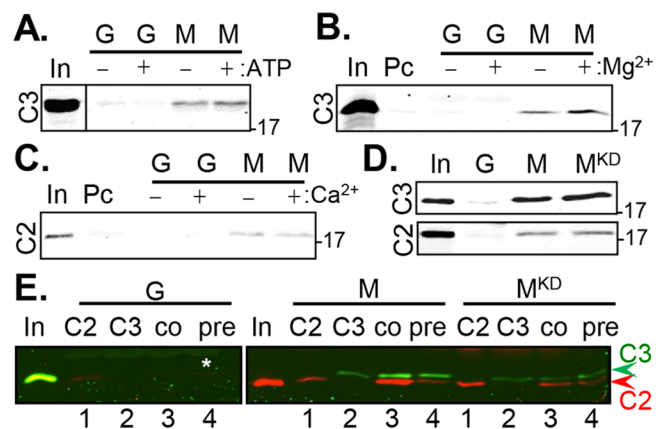 A.
G G M M
In − + − + :ATP
C3
-17
B.
G G M M
In Pc − + − + :Mg2+
C3
-17
C.
G G M M
In Pc − + − + :Ca2+
C2
-17
D.
In G M MKD
C3
-17
C2
-17
E.
G M MKD
In C2 C3 co pre In C2 C3 co pre C2 C3 co pre
*
C3
C2
1 2 3 4 1 2 3 4 1 2 3 4